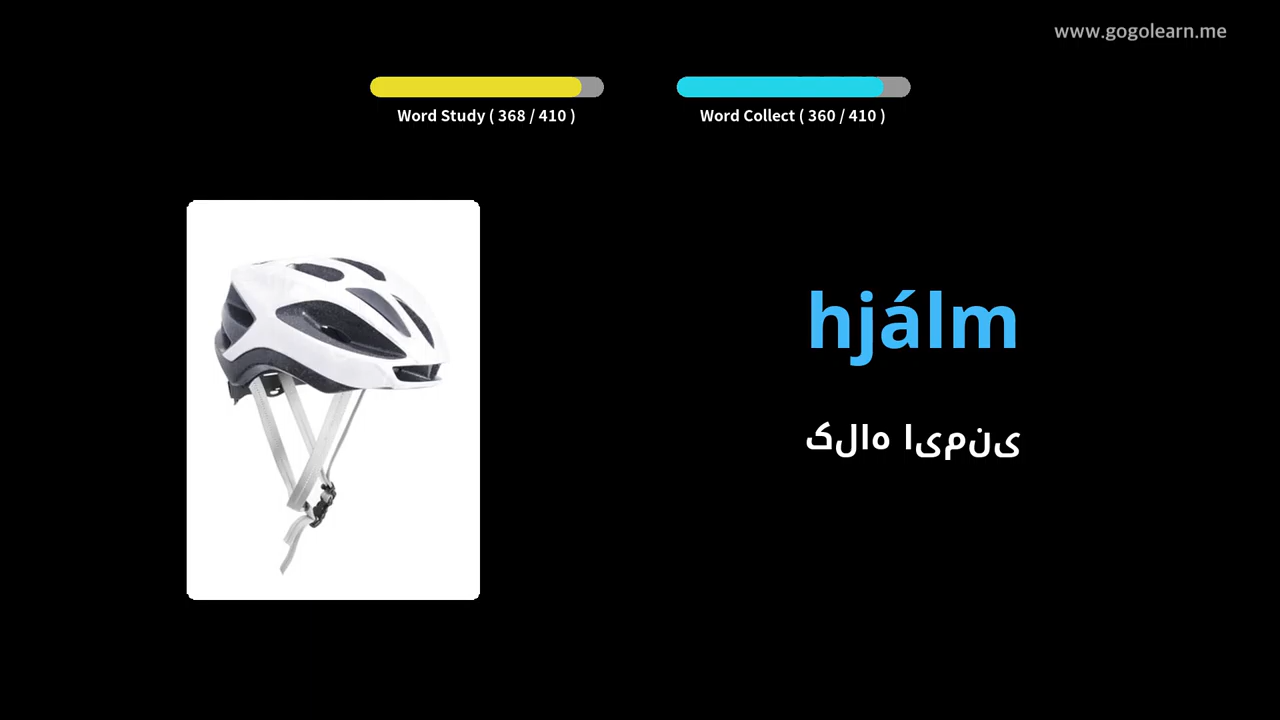 www.gogolearn.me
Word Study ( 368 / 410 )
Word Collect ( 360 / 410 )
hjálm
کلاه ایمنی